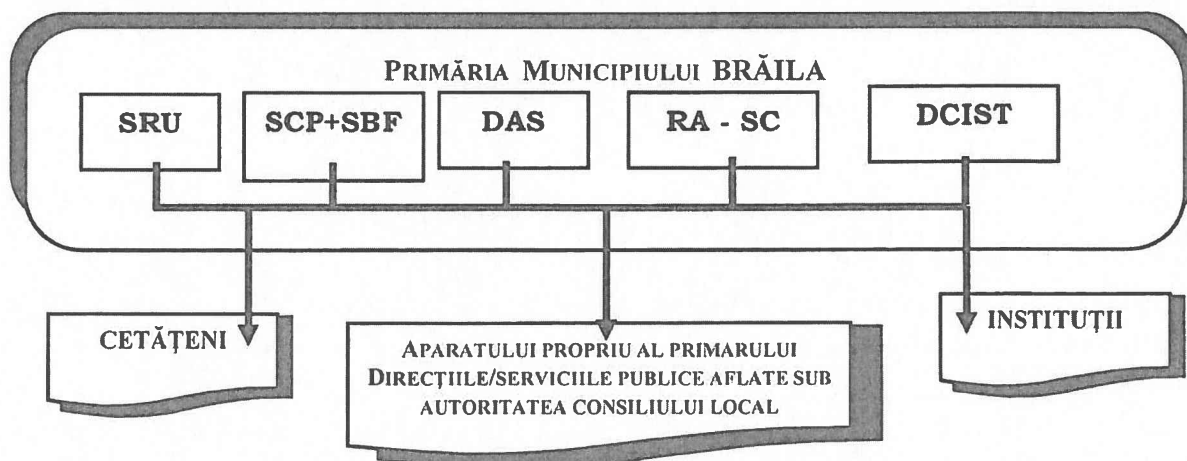 PRIMĂRIA MUNICIPIULUI BRĂILA
SRU
SCP+SBF
DAS
RA - SC
DCIST
CETĂȚENI
APARATULUI PROPRIU AL PRIMARULUI
DIRECȚIILE/SERVICIILE PUBLICE AFLATE SUB
AUTORITATEA CONSILIULUI LOCAL
INSTITUȚII